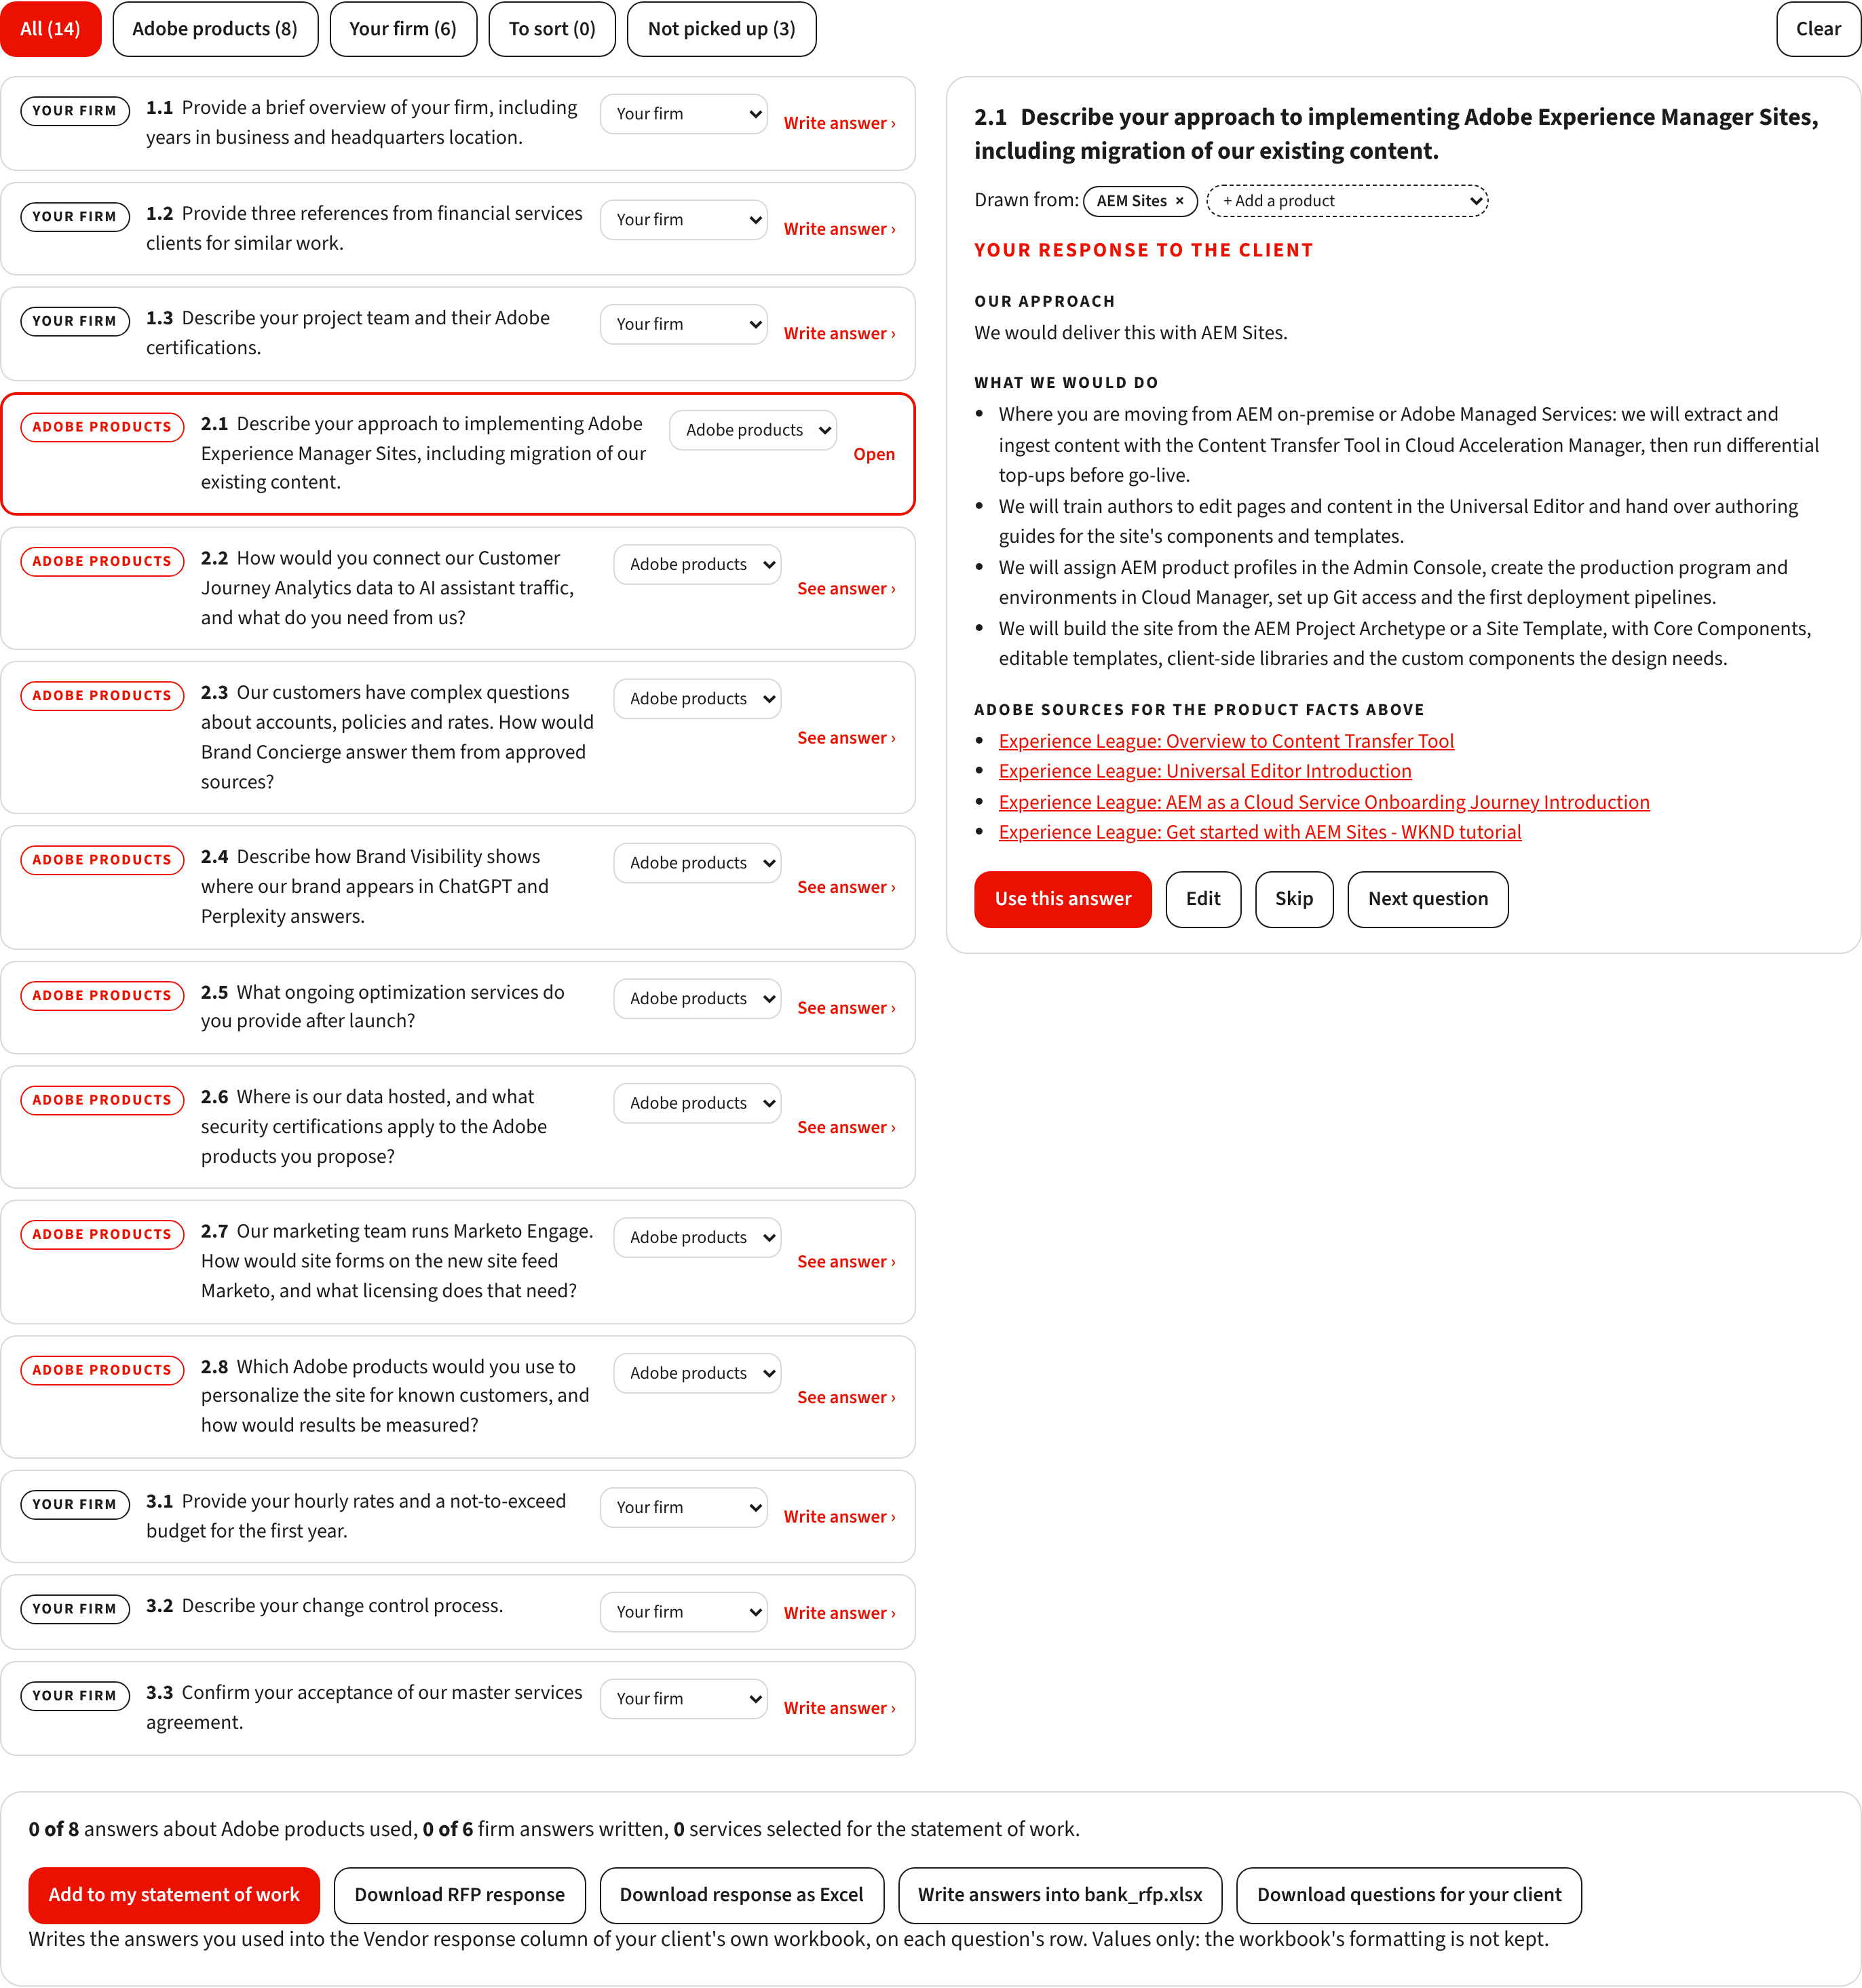 All (14)
Adobe products (8)
Your firm (6)
To sort (0)
Not picked up (3)
Clear
YOUR FIRM
1.1 Provide a brief overview of your firm, including
years in business and headquarters location.
Your firm
Write answer ›
YOUR FIRM
1.2 Provide three references from financial services
clients for similar work.
Your firm
Write answer ›
YOUR FIRM
1.3 Describe your project team and their Adobe
certifications.
Your firm
Write answer ›
ADOBE PRODUCTS
2.1 Describe your approach to implementing Adobe
Experience Manager Sites, including migration of our
existing content.
Adobe products
Open
ADOBE PRODUCTS
2.2 How would you connect our Customer
Journey Analytics data to AI assistant traffic,
and what do you need from us?
Adobe products
See answer ›
ADOBE PRODUCTS
2.3 Our customers have complex questions
about accounts, policies and rates. How would
Brand Concierge answer them from approved
sources?
Adobe products
See answer ›
ADOBE PRODUCTS
2.4 Describe how Brand Visibility shows
where our brand appears in ChatGPT and
Perplexity answers.
Adobe products
See answer ›
ADOBE PRODUCTS
2.5 What ongoing optimization services do
you provide after launch?
Adobe products
See answer ›
ADOBE PRODUCTS
2.6 Where is our data hosted, and what
security certifications apply to the Adobe
products you propose?
Adobe products
See answer ›
ADOBE PRODUCTS
2.7 Our marketing team runs Marketo Engage.
How would site forms on the new site feed
Marketo, and what licensing does that need?
Adobe products
See answer ›
ADOBE PRODUCTS
2.8 Which Adobe products would you use to
personalize the site for known customers, and
how would results be measured?
Adobe products
See answer ›
YOUR FIRM
3.1 Provide your hourly rates and a not-to-exceed
budget for the first year.
Your firm
Write answer ›
YOUR FIRM
3.2 Describe your change control process.
Your firm
Write answer ›
YOUR FIRM
3.3 Confirm your acceptance of our master services
agreement.
Your firm
Write answer ›
2.1 Describe your approach to implementing Adobe Experience Manager Sites,
including migration of our existing content.
Drawn from: AEM Sites × + Add a product
YOUR RESPONSE TO THE CLIENT
OUR APPROACH
We would deliver this with AEM Sites.
WHAT WE WOULD DO
• Where you are moving from AEM on-premise or Adobe Managed Services: we will extract and
ingest content with the Content Transfer Tool in Cloud Acceleration Manager, then run differential
top-ups before go-live.
• We will train authors to edit pages and content in the Universal Editor and hand over authoring
guides for the site's components and templates.
• We will assign AEM product profiles in the Admin Console, create the production program and
environments in Cloud Manager, set up Git access and the first deployment pipelines.
• We will build the site from the AEM Project Archetype or a Site Template, with Core Components,
editable templates, client-side libraries and the custom components the design needs.
ADOBE SOURCES FOR THE PRODUCT FACTS ABOVE
• Experience League: Overview to Content Transfer Tool
• Experience League: Universal Editor Introduction
• Experience League: AEM as a Cloud Service Onboarding Journey Introduction
• Experience League: Get started with AEM Sites - WKND tutorial
Use this answer
Edit
Skip
Next question
0 of 8 answers about Adobe products used, 0 of 6 firm answers written, 0 services selected for the statement of work.
Add to my statement of work
Download RFP response
Download response as Excel
Write answers into bank_rfp.xlsx
Download questions for your client
Writes the answers you used into the Vendor response column of your client's own workbook, on each question's row. Values only: the workbook's formatting is not kept.